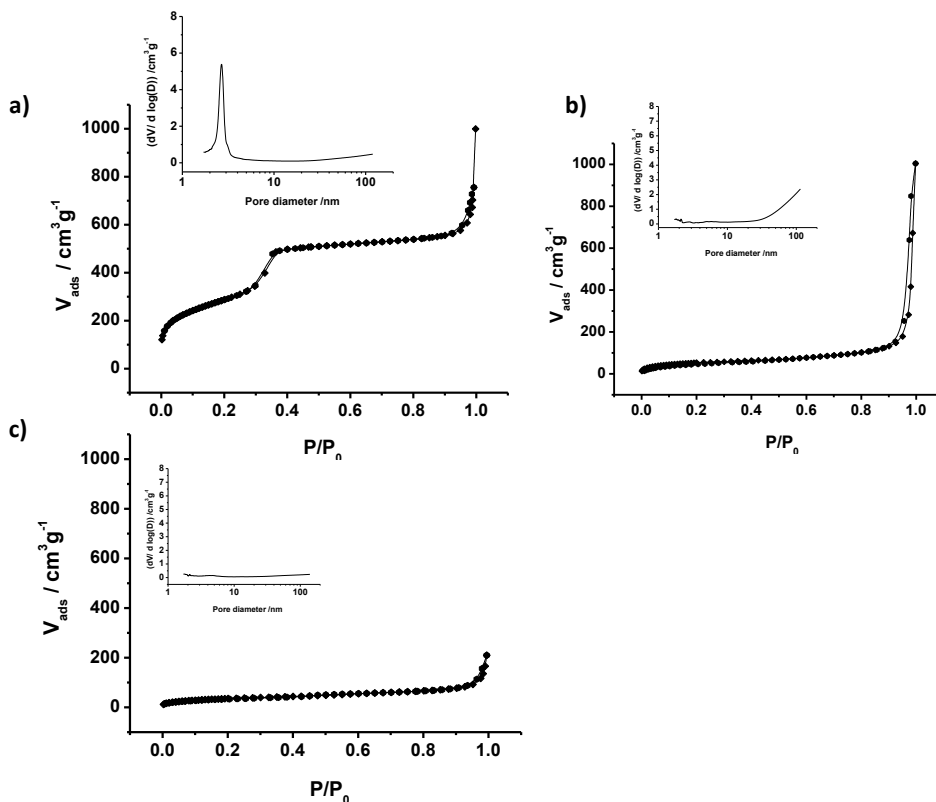 a)
(dV/ d log(D)) /cm³g⁻¹
8
6
4
2
0
1
10
100
Pore diameter /nm
V_ads / cm³g⁻¹
1000
800
600
400
200
0
0.0 0.2 0.4 0.6 0.8 1.0
P/P₀
b)
(dV/ d log(D)) /cm³g⁻¹
8
7
6
5
4
3
2
1
0
1 10 100
Pore diameter /nm
V_ads / cm³g⁻¹
1000
800
600
400
200
0
0.0 0.2 0.4 0.6 0.8 1.0
P/P₀
c)
(dV/ d log(D)) /cm³g⁻¹
8
7
6
5
4
3
2
1
0
1 10 100
Pore diameter /nm
V_ads / cm³g⁻¹
1000
800
600
400
200
0
0.0 0.2 0.4 0.6 0.8 1.0
P/P₀